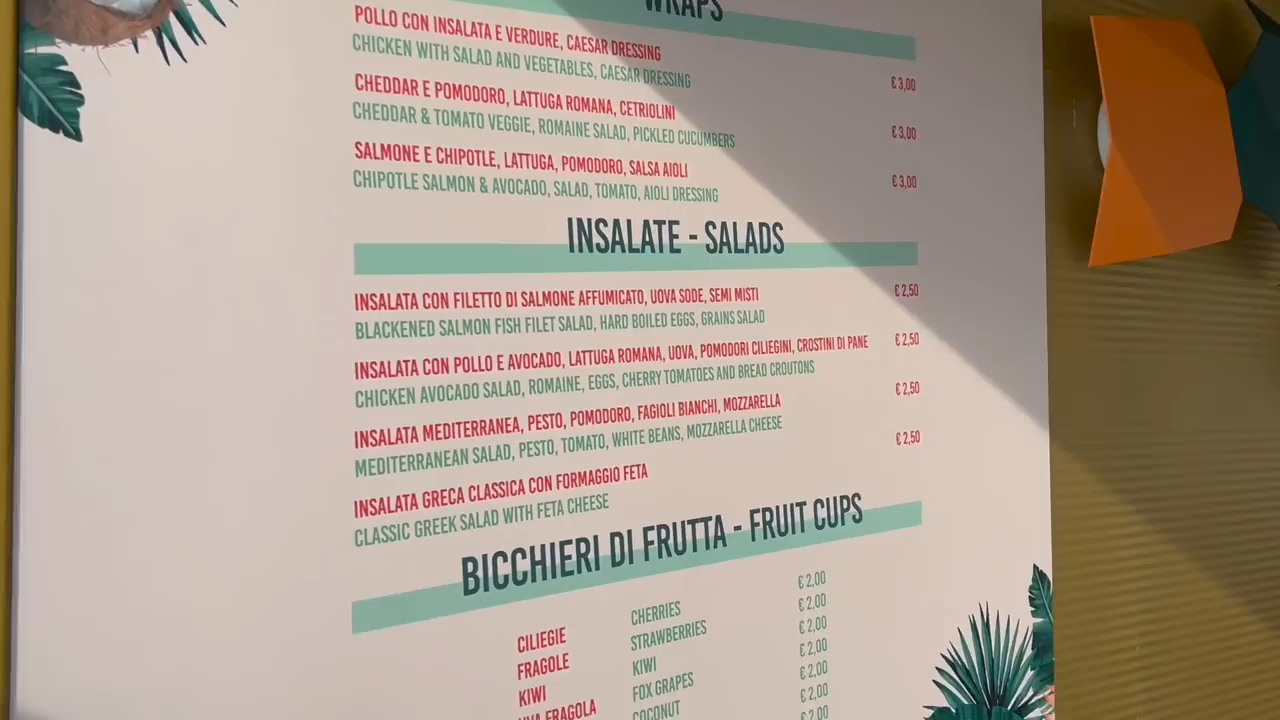 WRAPS
POLLO CON INSALATA E VERDURE, CAESAR DRESSING
CHICKEN WITH SALAD AND VEGETABLES, CAESAR DRESSING
€ 3,00
CHEDDAR E POMODORO, LATTUGA ROMANA, CETRIOLINI
CHEDDAR & TOMATO VEGGIE, ROMAINE SALAD, PICKLED CUCUMBERS
€ 3,00
SALMONE E CHIPOTLE, LATTUGA, POMODORO, SALSA AIOLI
CHIPOTLE SALMON & AVOCADO, SALAD, TOMATO, AIOLI DRESSING
€ 3,00
INSALATE - SALADS
INSALATA CON FILETTO DI SALMONE AFFUMICATO, UOVA SODE, SEMI MISTI € 2,50
BLACKENED SALMON FISH FILET SALAD, HARD BOILED EGGS, GRAINS SALAD
INSALATA CON POLLO E AVOCADO, LATTUGA ROMANA, UOVA, POMODORI CILIEGINI, CROSTINI DI PANE € 2,50
CHICKEN AVOCADO SALAD, ROMAINE, EGGS, CHERRY TOMATOES AND BREAD CROUTONS
INSALATA MEDITERRANEA, PESTO, POMODORO, FAGIOLI BIANCHI, MOZZARELLA € 2,50
MEDITERRANEAN SALAD, PESTO, TOMATO, WHITE BEANS, MOZZARELLA CHEESE
INSALATA GRECA CLASSICA CON FORMAGGIO FETA € 2,50
CLASSIC GREEK SALAD WITH FETA CHEESE
BICCHIERI DI FRUTTA - FRUIT CUPS
CILIEGIE CHERRIES € 2,00
FRAGOLE STRAWBERRIES € 2,00
KIWI KIWI € 2,00
UVA FRAGOLA FOX GRAPES € 2,00
COCONUT € 2,00
€ 2,00
€ 2,00